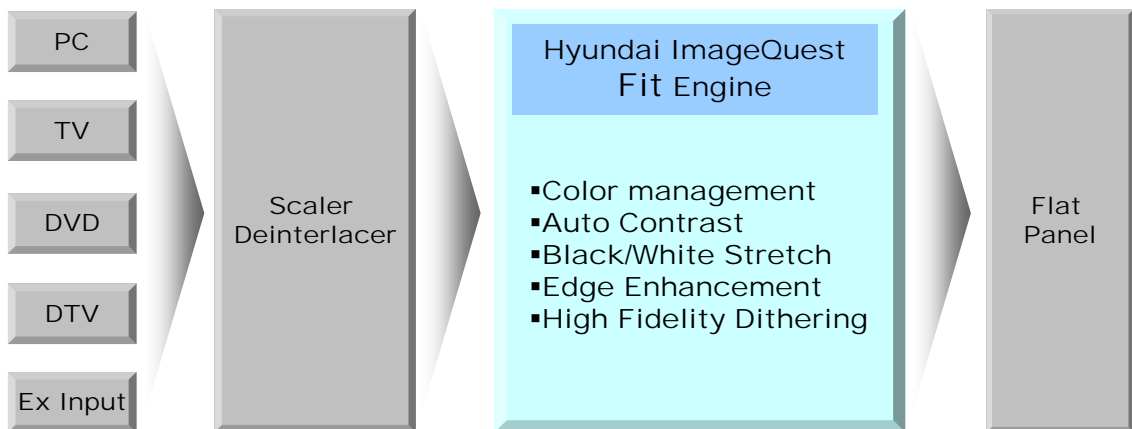 PC
TV
DVD
DTV
Ex Input
Scaler
Deinterlacer
Hyundai ImageQuest
Fit Engine
▪Color management
▪Auto Contrast
▪Black/White Stretch
▪Edge Enhancement
▪High Fidelity Dithering
Flat
Panel